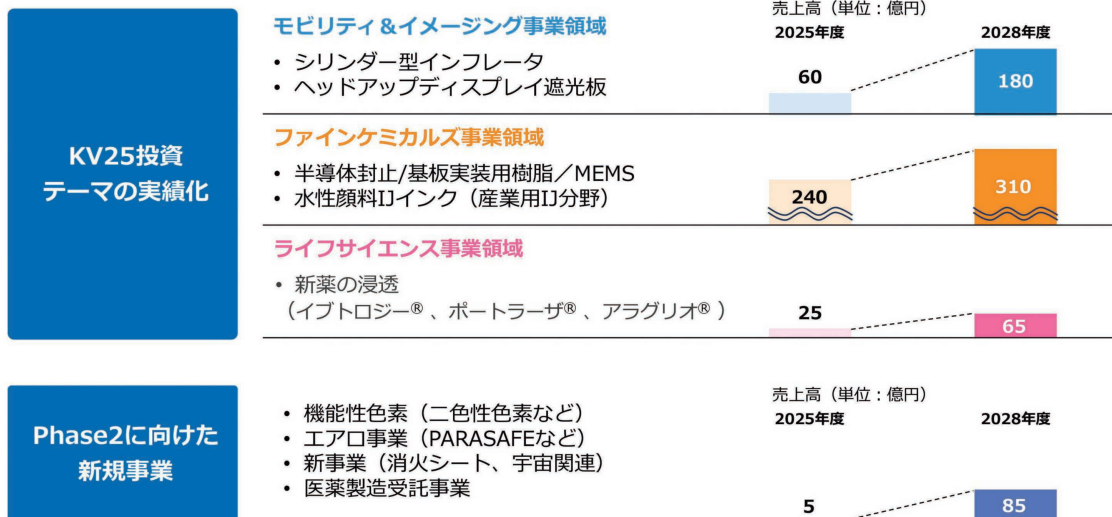 KV25投資
テーマの実績化
モビリティ＆イメージング事業領域
• シリンダー型インフレータ
• ヘッドアップディスプレイ遮光板
売上高（単位：億円）
2025年度
2028年度
60
180
ファインケミカルズ事業領域
• 半導体封止/基板実装用樹脂／MEMS
• 水性顔料IJインク（産業用IJ分野）
240
310
ライフサイエンス事業領域
• 新薬の浸透
（イブトロジー® 、ポートラーザ® 、アラグリオ® ）
25
65
Phase2に向けた
新規事業
• 機能性色素（二色性色素など）
• エアロ事業（PARASAFEなど）
• 新事業（消火シート、宇宙関連）
• 医薬製造受託事業
売上高（単位：億円）
2025年度
2028年度
5
85